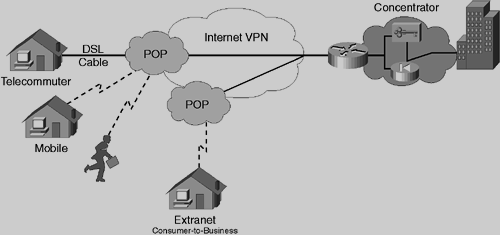 Concentrator
Internet VPN
DSL
Cable
POP
Telecommuter
POP
Mobile
Extranet
Consumer-to-Business